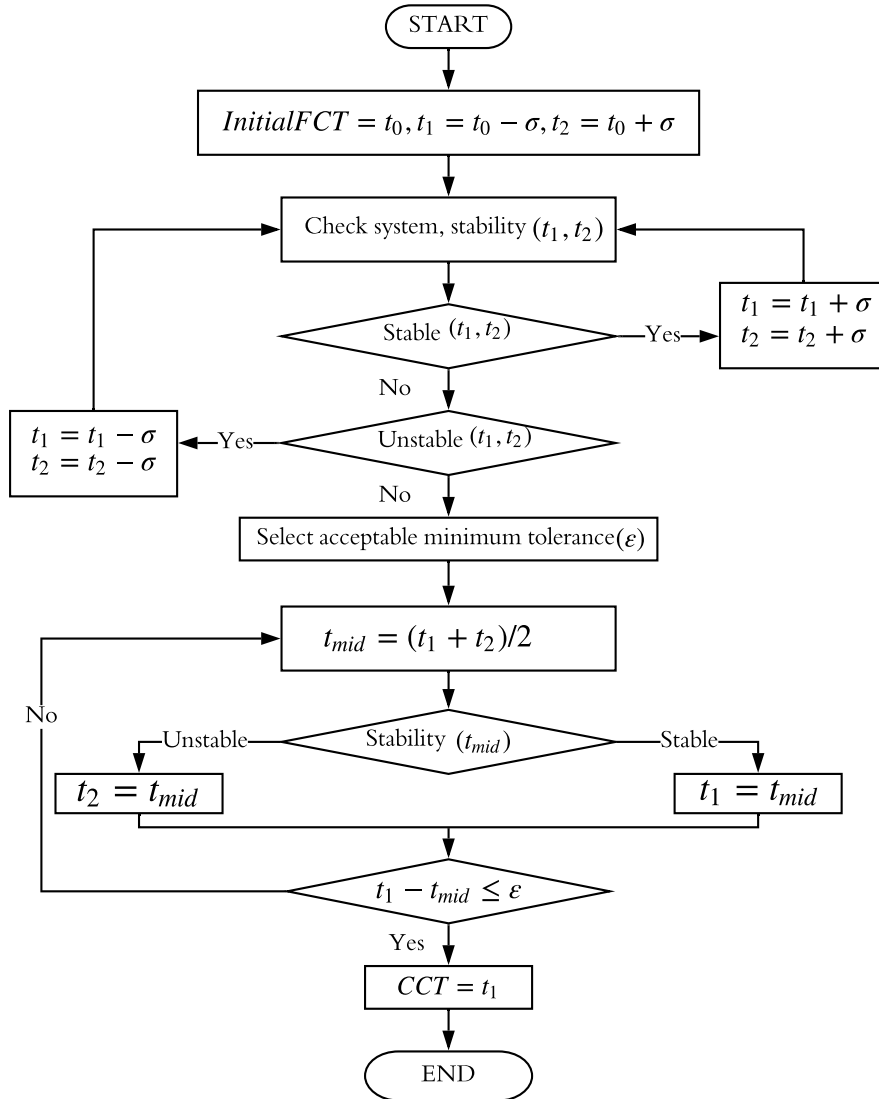 START
InitialFCT = t₀, t₁ = t₀ − σ, t₂ = t₀ + σ
Check system, stability (t₁, t₂)
Stable (t₁, t₂)
Yes
t₁ = t₁ + σ
t₂ = t₂ + σ
No
Unstable (t₁, t₂)
Yes
t₁ = t₁ − σ
t₂ = t₂ − σ
No
Select acceptable minimum tolerance(ε)
t_mid = (t₁ + t₂)/2
No
Stability (t_mid)
Unstable
Stable
t₂ = t_mid
t₁ = t_mid
t₁ − t_mid ≤ ε
Yes
CCT = t₁
END